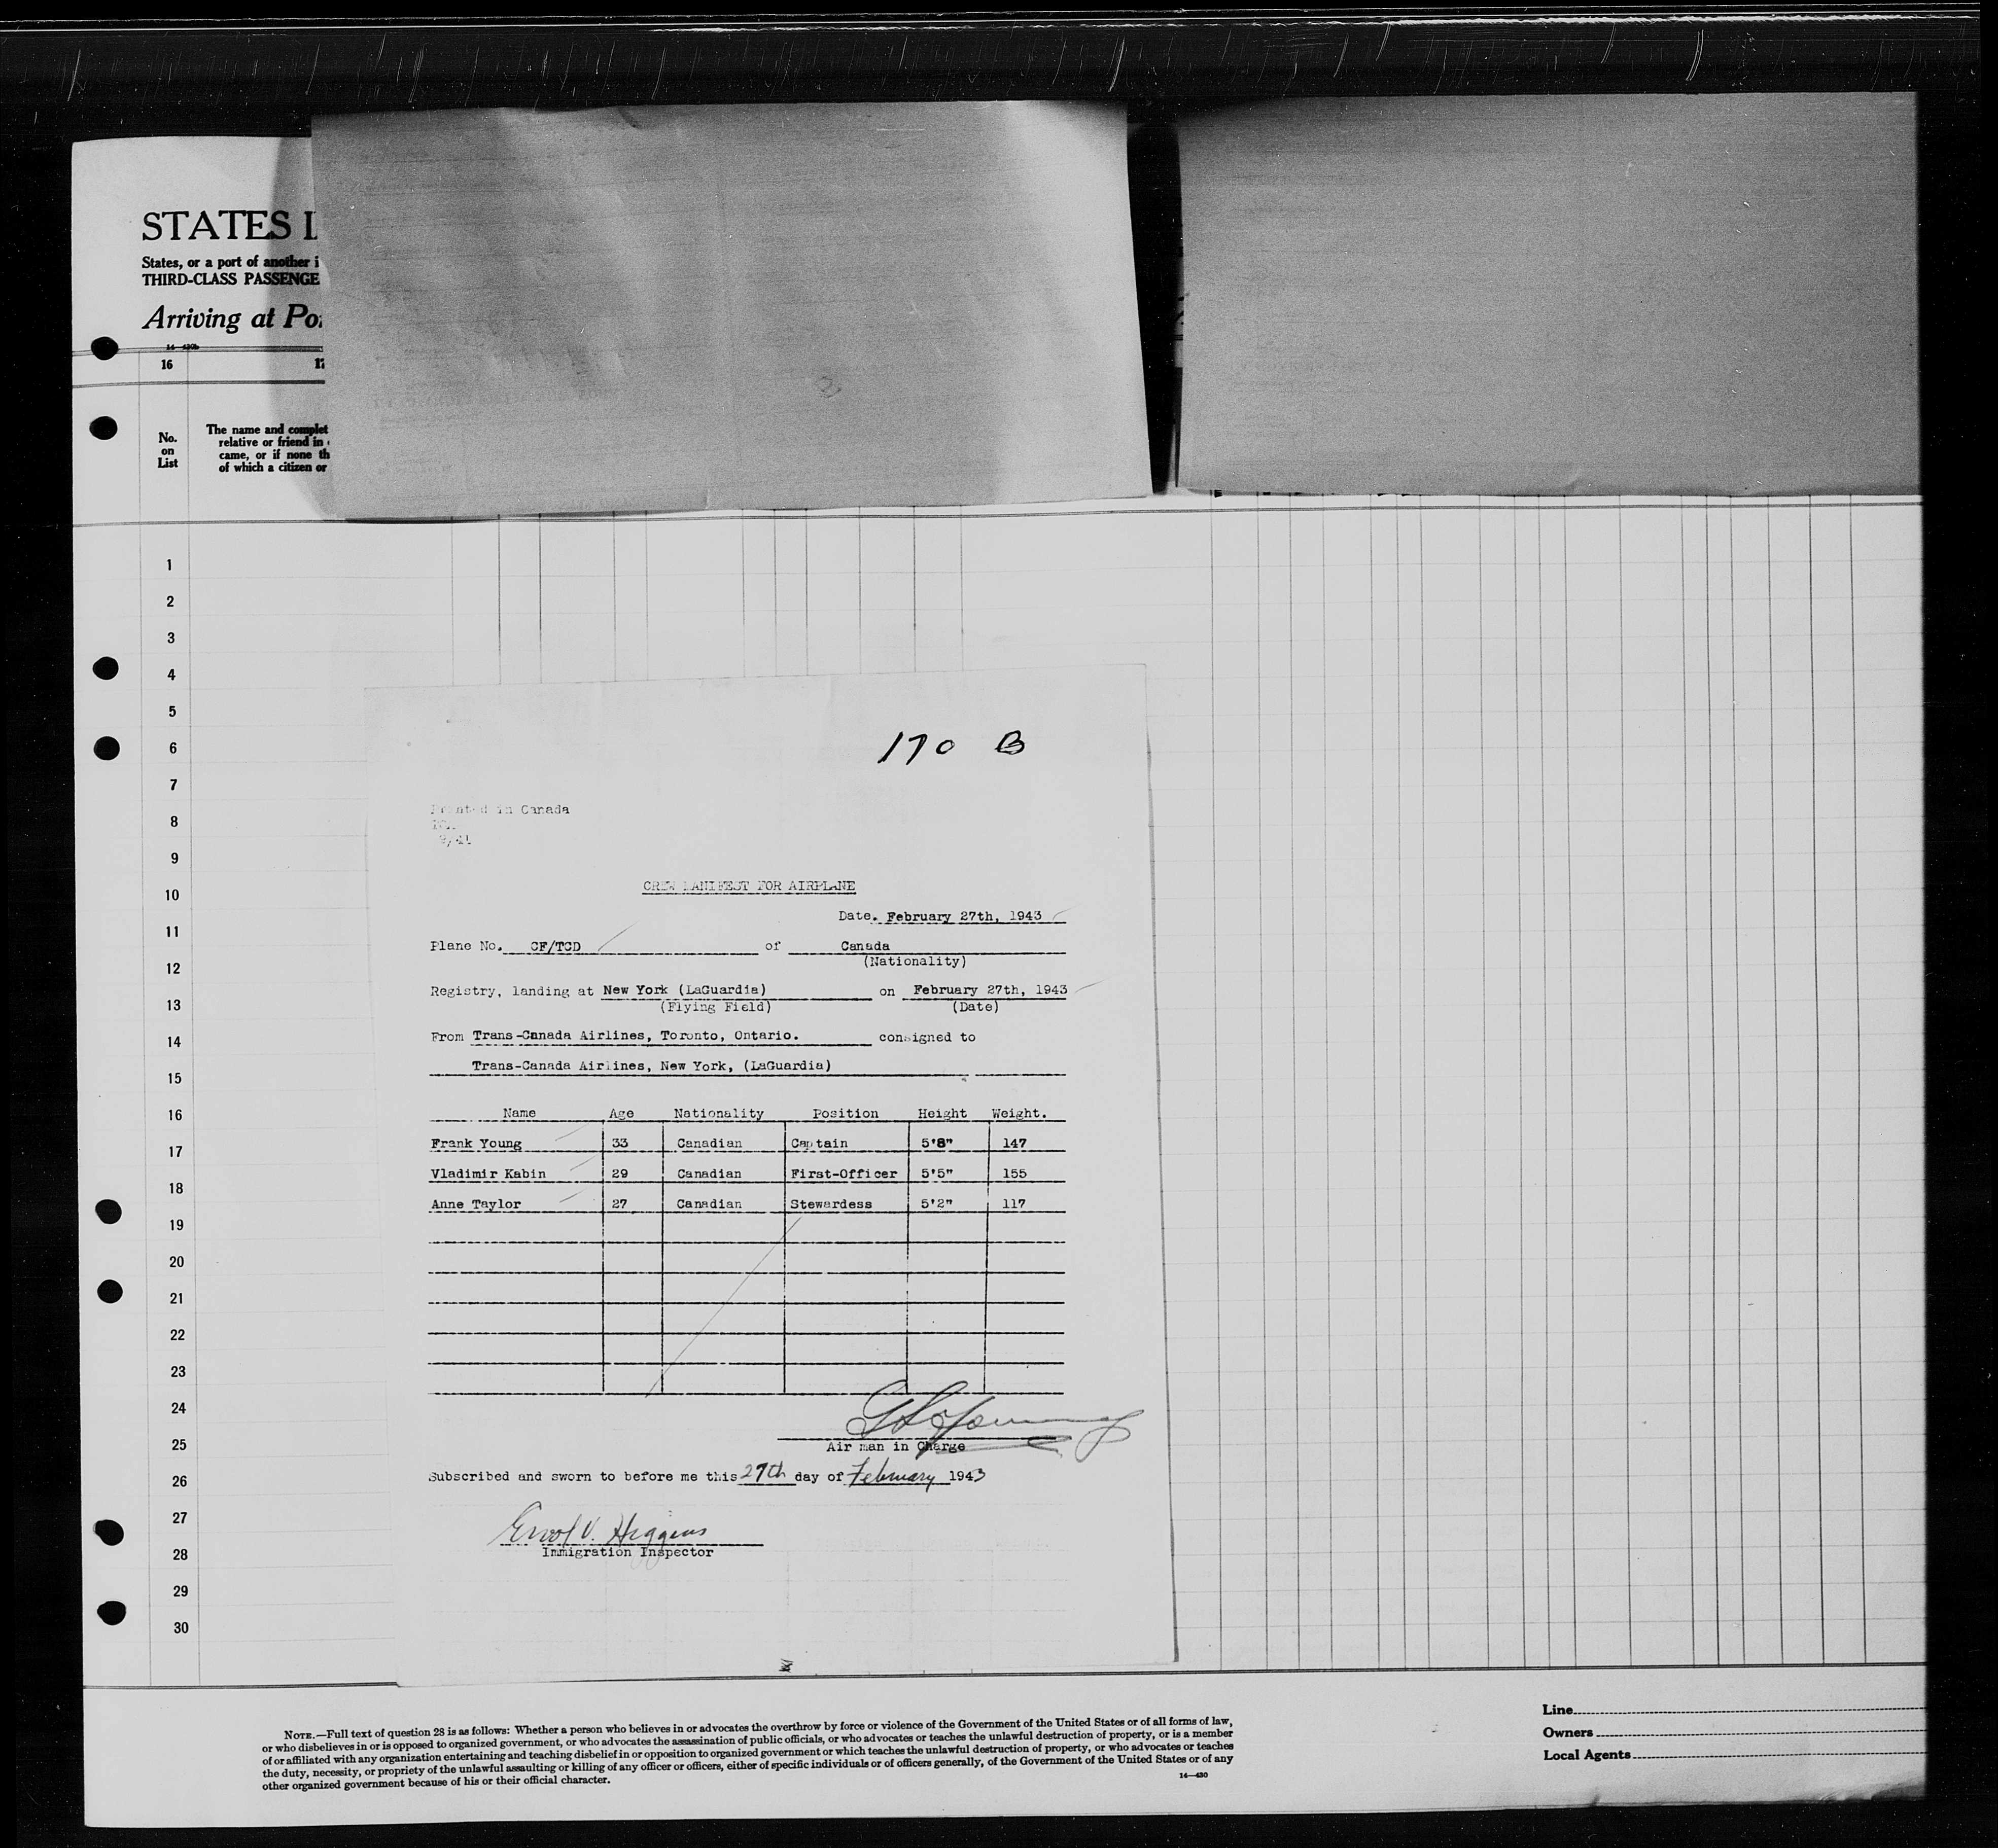 STATES I
States, or a port of another i
THIRD-CLASS PASSENGE
Arriving at Po
14—430b
16 17
No. on List
The name and complet
relative or friend in
came, or if none th
of which a citizen or
1
2
3
4
5
6
7
8
9
10
11
12
13
14
15
16
17
18
19
20
21
22
23
24
25
26
27
28
29
30
170 B
Printed in Canada
9/41
CREW MANIFEST FOR AIRPLANE
Date. February 27th, 1943
Plane No. CF/TCD of Canada
(Nationality)
Registry, landing at New York (LaGuardia) on February 27th, 1943
(Flying Field) (Date)
From Trans-Canada Airlines, Toronto, Ontario. consigned to
Trans-Canada Airlines, New York, (LaGuardia)
Name Age Nationality Position Height Weight.
Frank Young 33 Canadian Captain 5'8" 147
Vladimir Kabin 29 Canadian First-Officer 5'5" 155
Anne Taylor 27 Canadian Stewardess 5'2" 117
Air man in Charge
Subscribed and sworn to before me this 27th day of February 1943
Errol V. Higgins
Immigration Inspector
NOTE.—Full text of question 28 is as follows: Whether a person who believes in or advocates the overthrow by force or violence of the Government of the United States or of all forms of law,
or who disbelieves in or is opposed to organized government, or who advocates the assassination of public officials, or who advocates or teaches the unlawful destruction of property, or is a member
of or affiliated with any organization entertaining and teaching disbelief in or opposition to organized government or which teaches the unlawful destruction of property, or who advocates or teaches
the duty, necessity, or propriety of the unlawful assaulting or killing of any officer or officers, either of specific individuals or of officers generally, of the Government of the United States or of any
other organized government because of his or their official character.
14—430
Line
Owners
Local Agents